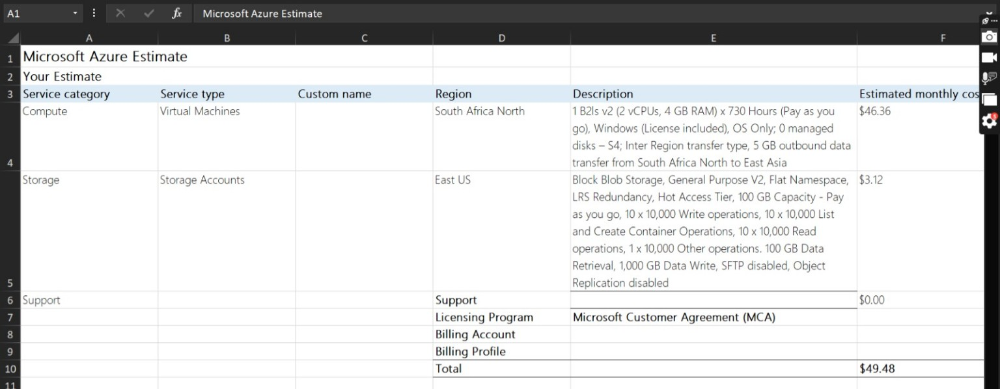 A1
fx
Microsoft Azure Estimate
A B C D E F
1 Microsoft Azure Estimate
2 Your Estimate
3 Service category Service type Custom name Region Description Estimated monthly cos
4 Compute Virtual Machines South Africa North 1 B2ls v2 (2 vCPUs, 4 GB RAM) x 730 Hours (Pay as you $46.36
go), Windows (License included), OS Only; 0 managed
disks – S4; Inter Region transfer type, 5 GB outbound data
transfer from South Africa North to East Asia
5 Storage Storage Accounts East US Block Blob Storage, General Purpose V2, Flat Namespace, $3.12
LRS Redundancy, Hot Access Tier, 100 GB Capacity - Pay
as you go, 10 x 10,000 Write operations, 10 x 10,000 List
and Create Container Operations, 10 x 10,000 Read
operations, 1 x 10,000 Other operations. 100 GB Data
Retrieval, 1,000 GB Data Write, SFTP disabled, Object
Replication disabled
6 Support Support $0.00
7 Licensing Program Microsoft Customer Agreement (MCA)
8 Billing Account
9 Billing Profile
10 Total $49.48
11